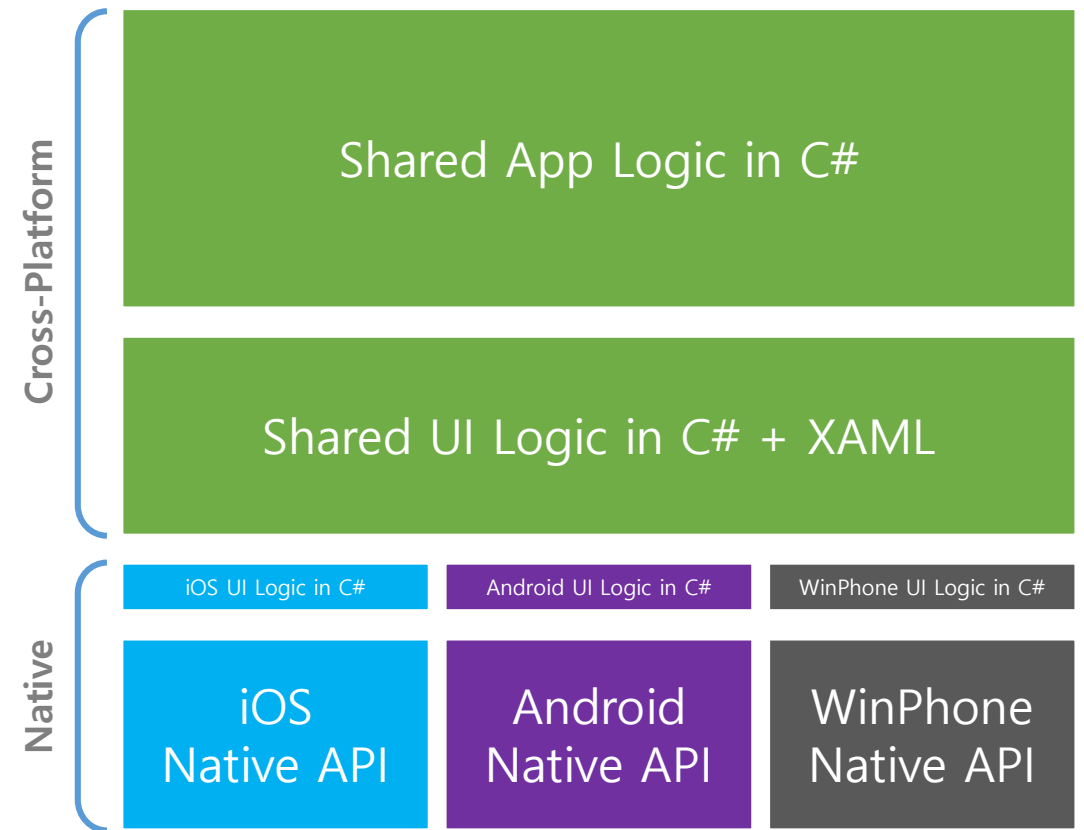 Cross-Platform
Shared App Logic in C#
Shared UI Logic in C# + XAML
Native
iOS UI Logic in C#
Android UI Logic in C#
WinPhone UI Logic in C#
iOS
Native API
Android
Native API
WinPhone
Native API